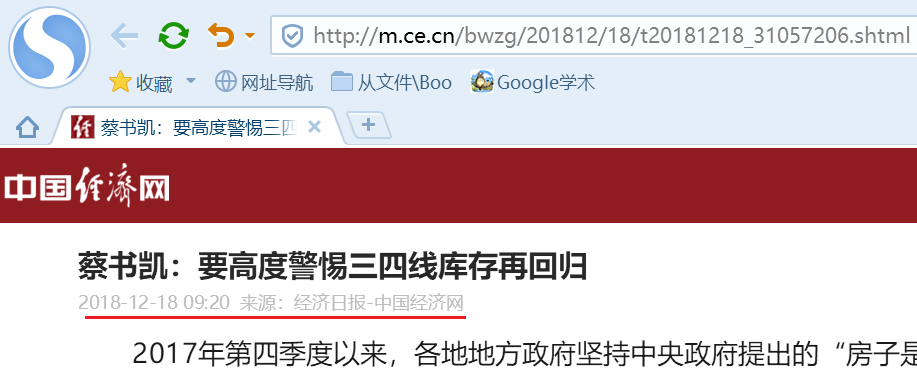 http://m.ce.cn/bwzg/201812/18/t20181218_31057206.shtml
收藏 网址导航 从文件\Boo Google学术
蔡书凯：要高度警惕三四
中国经济网
蔡书凯：要高度警惕三四线库存再回归
2018-12-18 09:20 来源：经济日报-中国经济网
2017年第四季度以来，各地地方政府坚持中央政府提出的“房子是